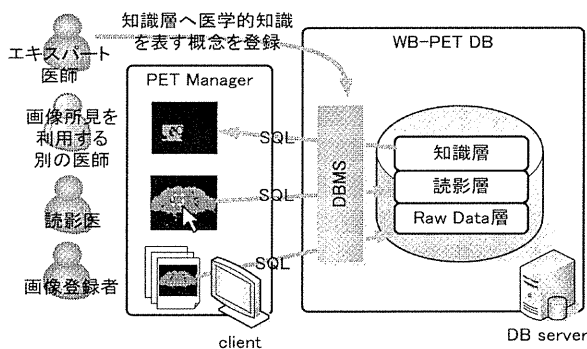 知識層へ医学的知識
を表す概念を登録
エキスパート
医師
画像所見を
利用する
別の医師
読影医
画像登録者
PET Manager
SQL
SQL
SQL
client
WB-PET DB
DBMS
知識層
読影層
Raw Data層
DB server